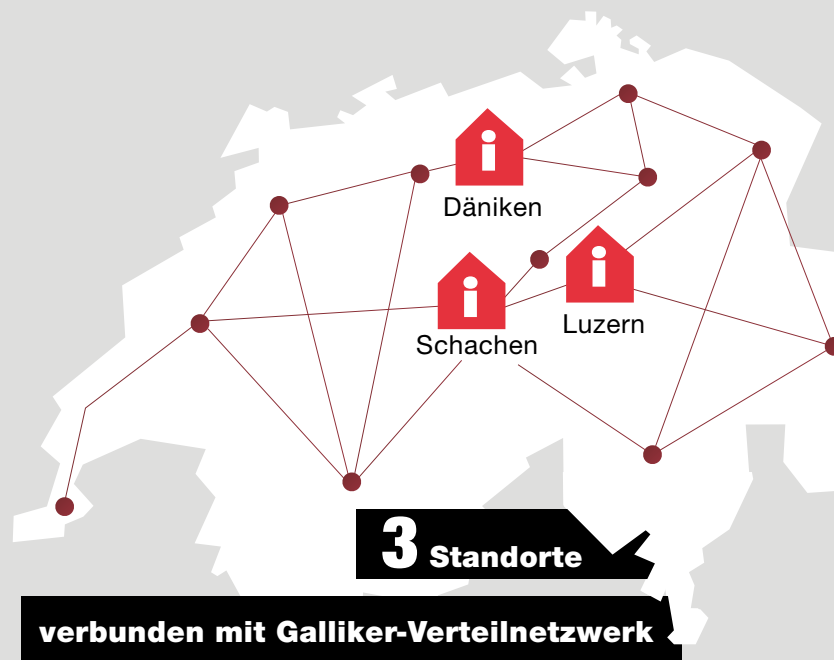 Däniken
Luzern
Schachen
3 Standorte
verbunden mit Galliker-Verteilnetzwerk